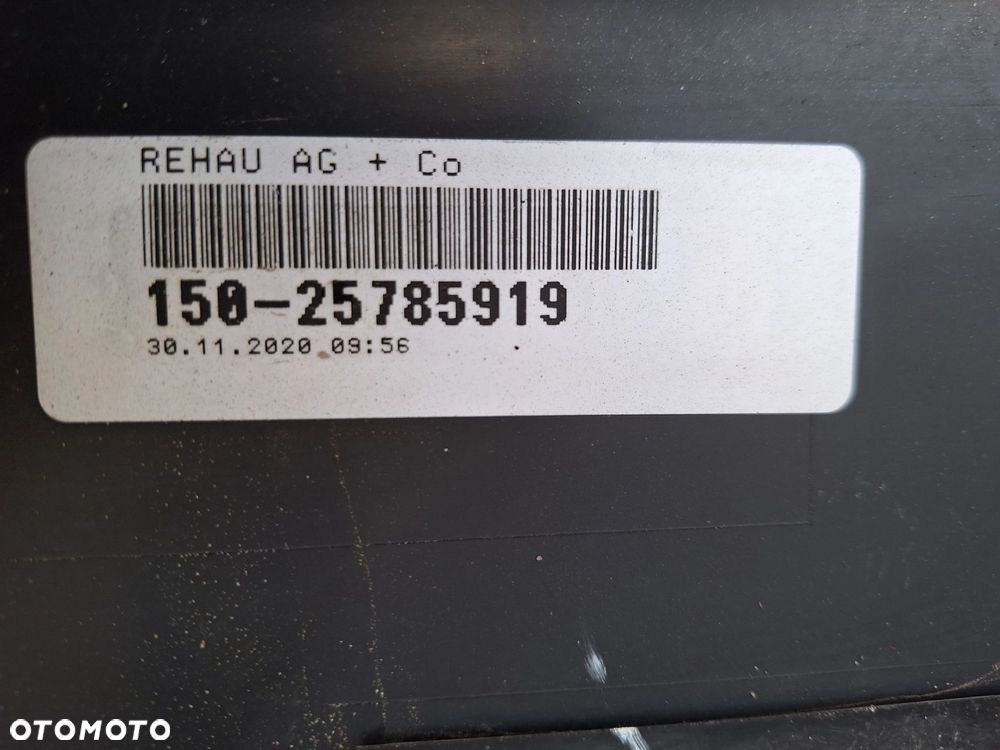 REHAU AG + Co
150-25785919
30.11.2020 09:56
OTOMOTO